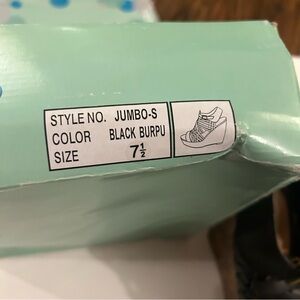 STYLE NO. JUMBO-S
COLOR BLACK BURPU
SIZE 7½